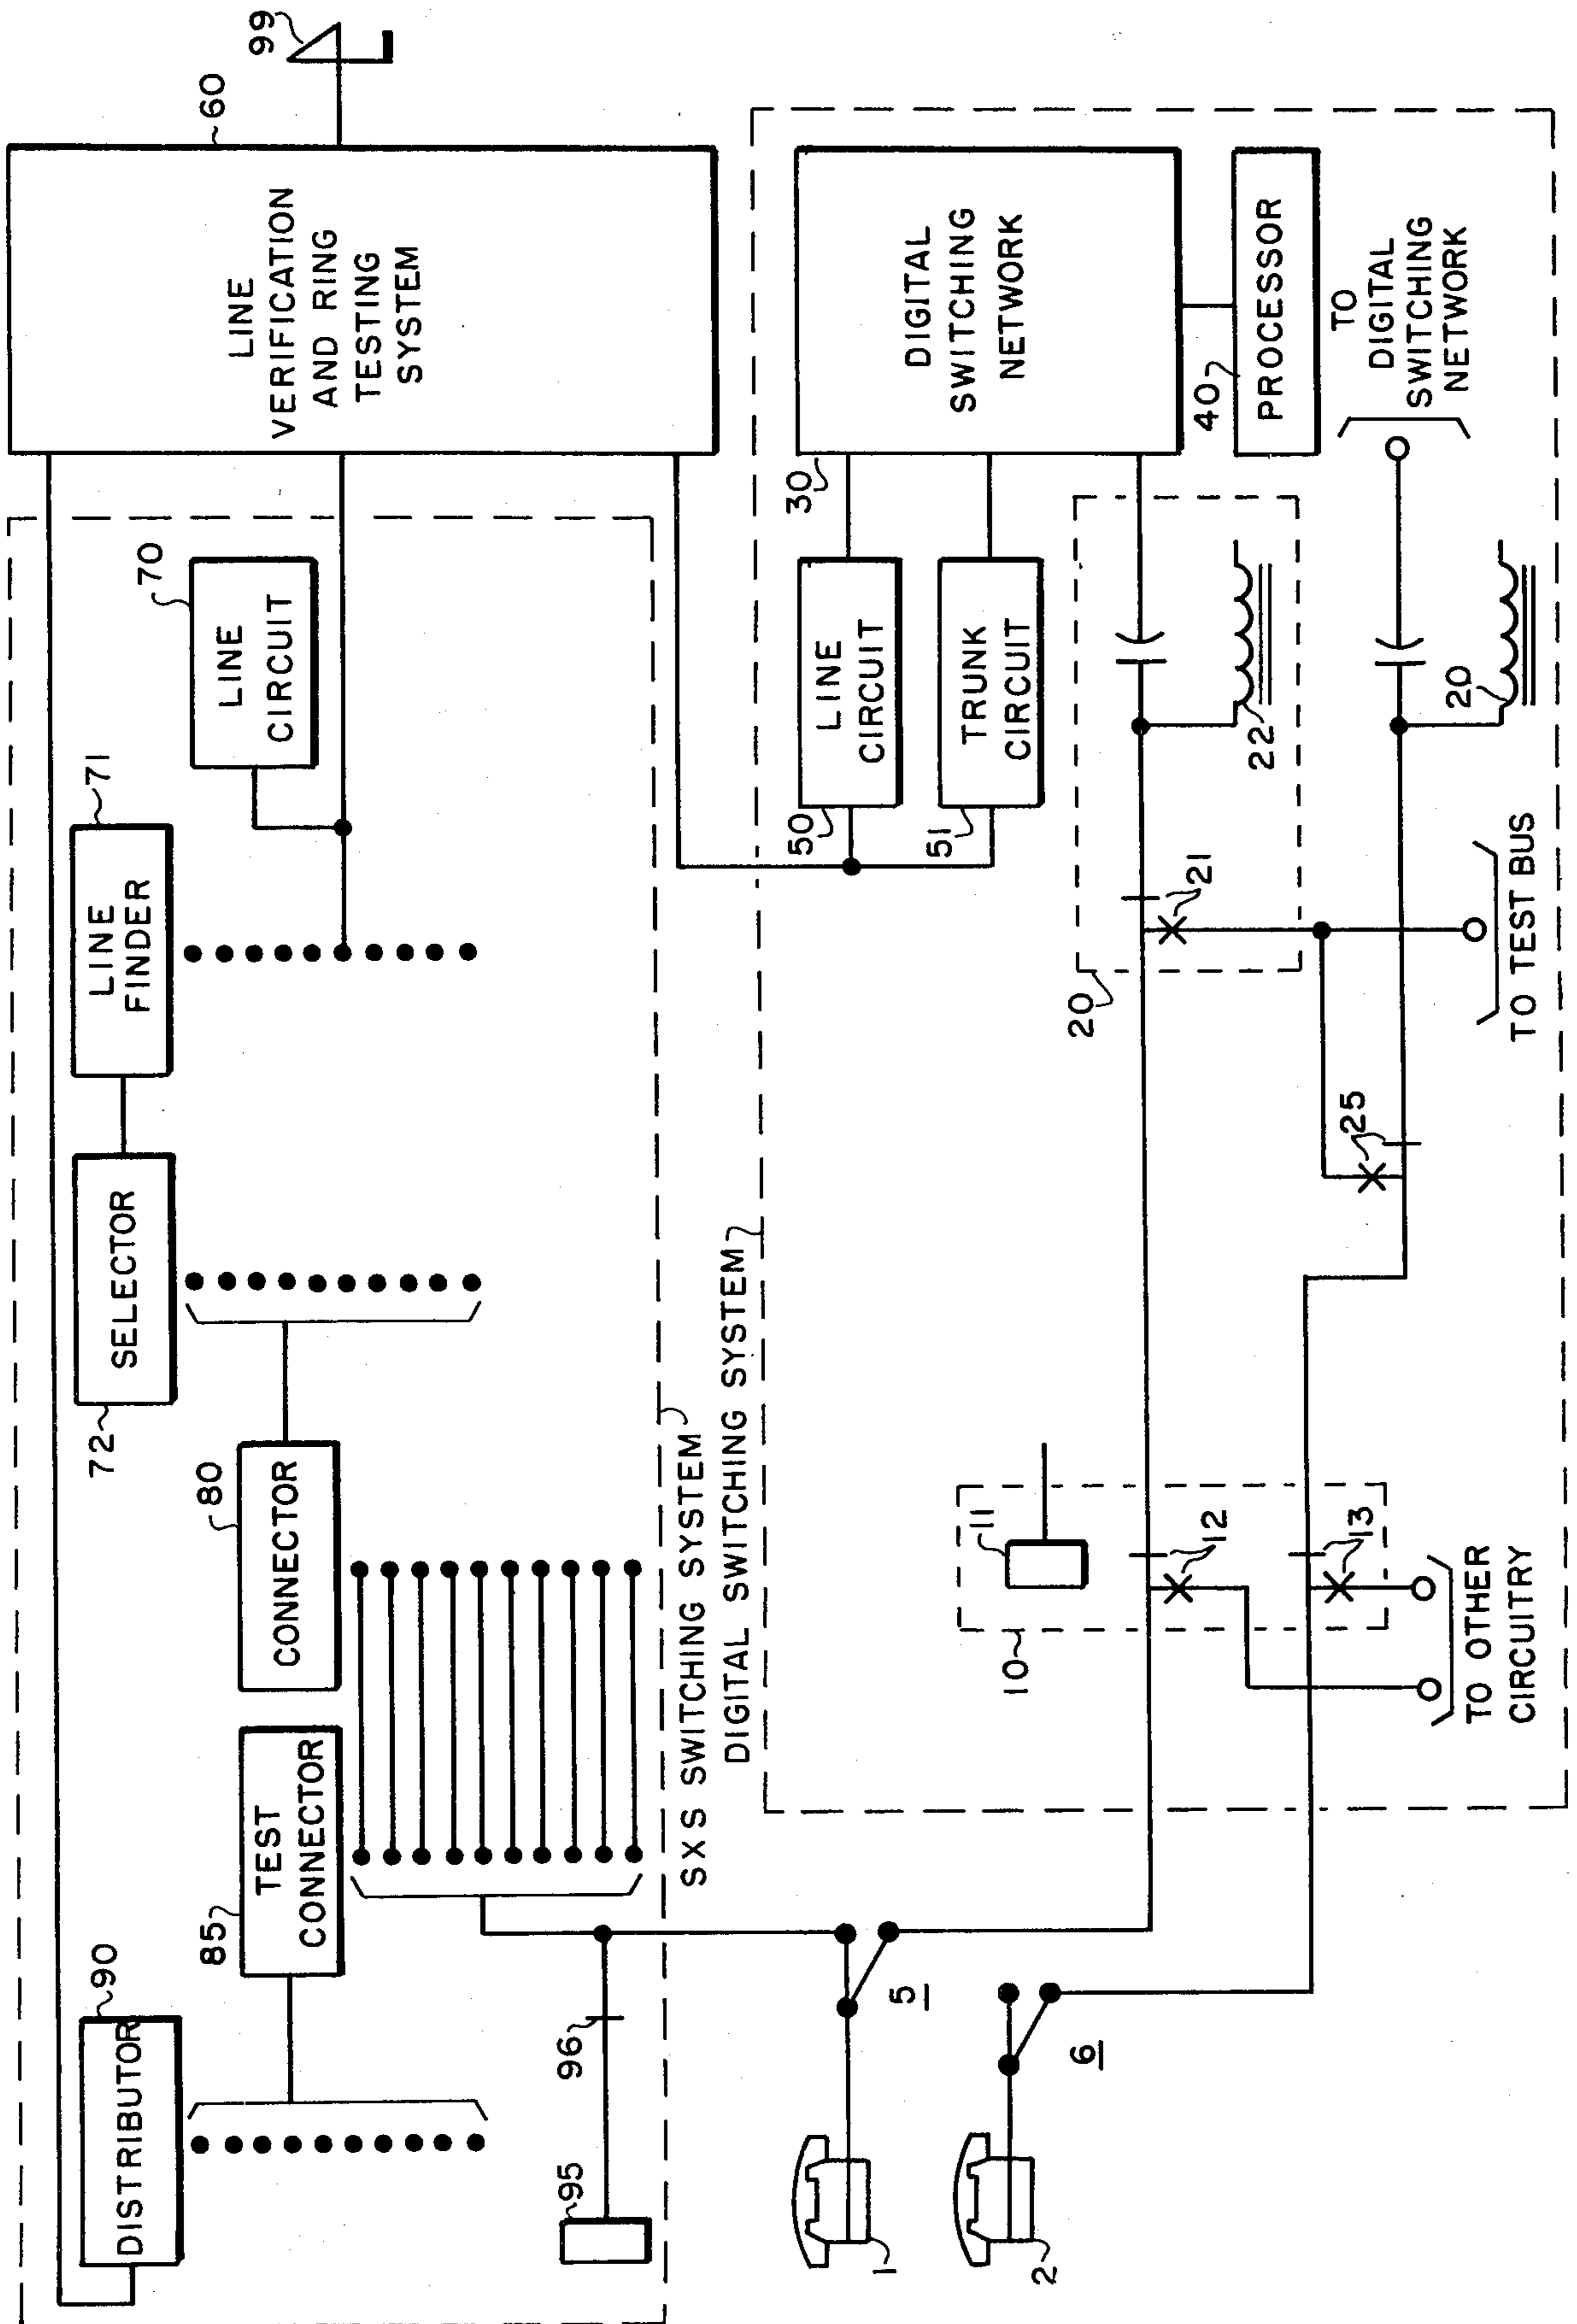 99
60
LINE
VERIFICATION
AND RING
TESTING
SYSTEM
70
LINE
CIRCUIT
71
LINE
FINDER
72
SELECTOR
80
CONNECTOR
85
TEST
CONNECTOR
90
DISTRIBUTOR
95
96
SXS SWITCHING SYSTEM
DIGITAL SWITCHING SYSTEM
30
DIGITAL
SWITCHING
NETWORK
40
PROCESSOR
TO
DIGITAL
SWITCHING
NETWORK
50
LINE
CIRCUIT
51
TRUNK
CIRCUIT
22
20
21
20
TO TEST BUS
25
11
12
13
10
TO OTHER
CIRCUITRY
5
6
1
2